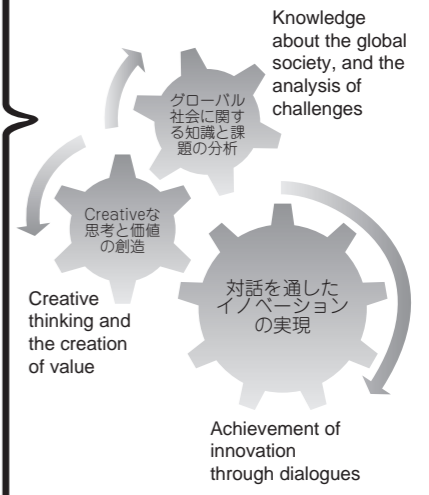 Knowledge
about the global
society, and the
analysis of
challenges
グローバル
社会に関す
る知識と課
題の分析
Creativeな
思考と価値
の創造
Creative
thinking and
the creation
of value
対話を通した
イノベーション
の実現
Achievement of
innovation
through dialogues